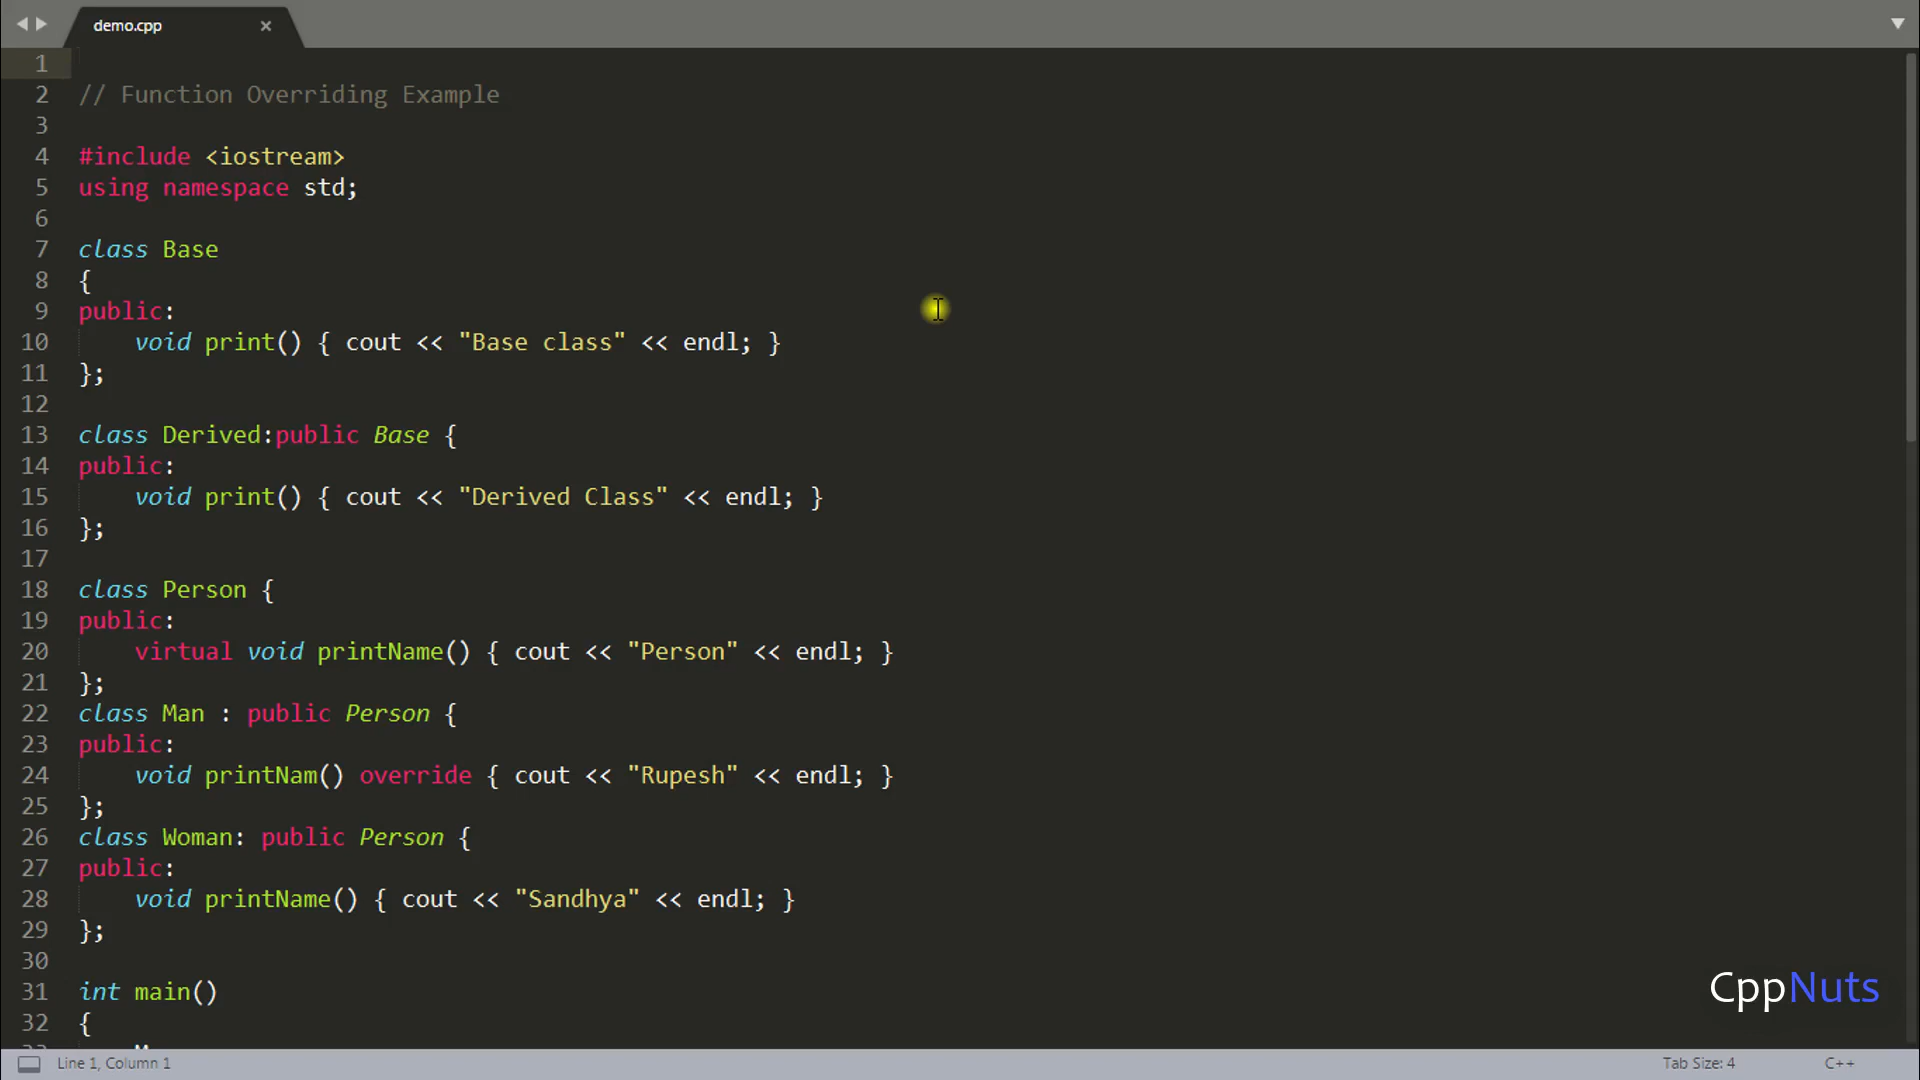 demo.cpp ×
1
2 // Function Overriding Example
3
4 #include <iostream>
5 using namespace std;
6
7 class Base
8 {
9 public:
10 void print() { cout << "Base class" << endl; }
11 };
12
13 class Derived:public Base {
14 public:
15 void print() { cout << "Derived Class" << endl; }
16 };
17
18 class Person {
19 public:
20 virtual void printName() { cout << "Person" << endl; }
21 };
22 class Man : public Person {
23 public:
24 void printNam() override { cout << "Rupesh" << endl; }
25 };
26 class Woman: public Person {
27 public:
28 void printName() { cout << "Sandhya" << endl; }
29 };
30
31 int main()
32 {
CppNuts
Line 1, Column 1 Tab Size: 4 C++